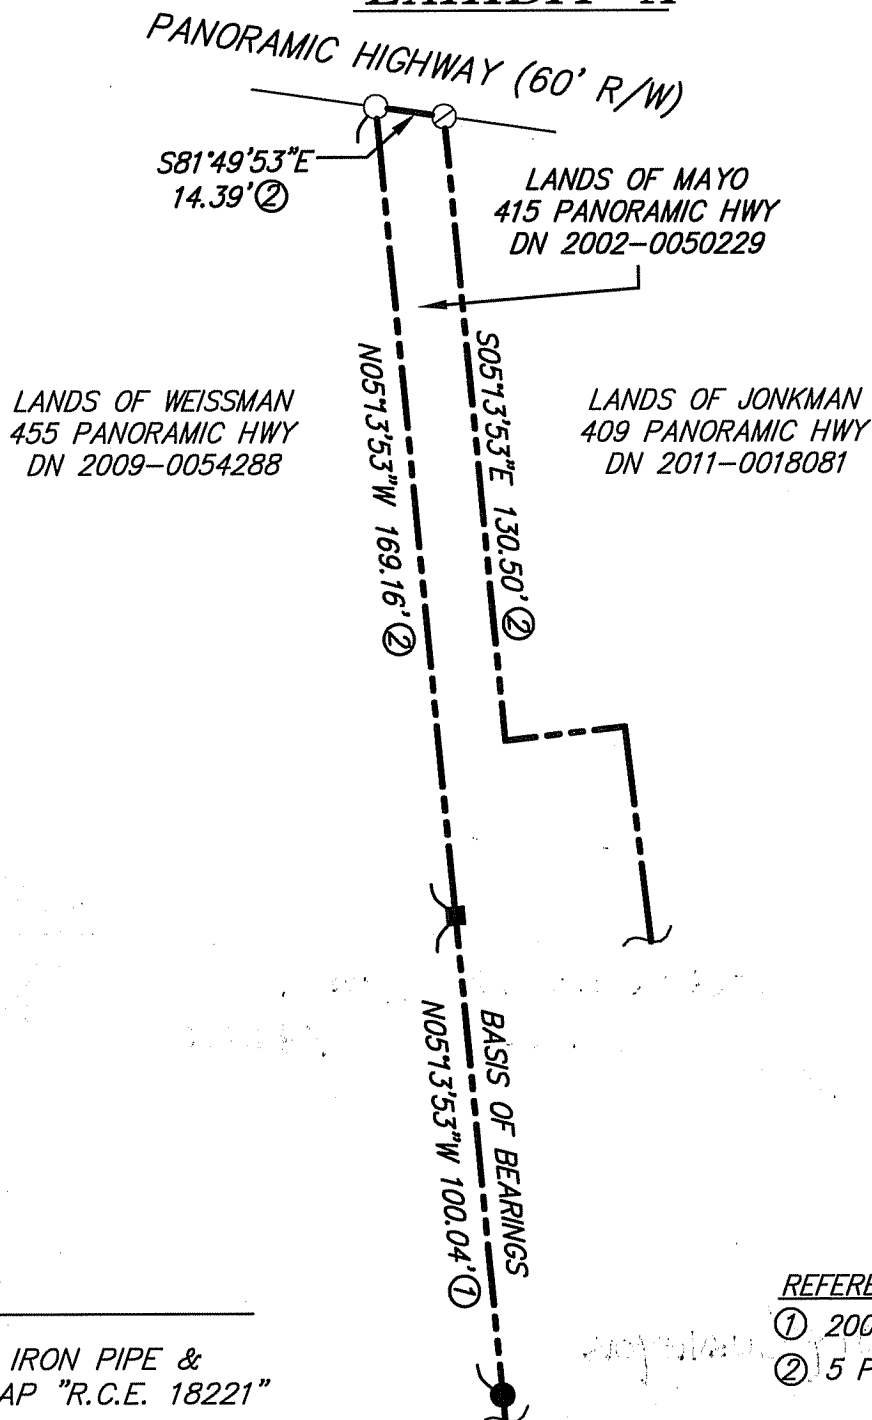 PANORAMIC HIGHWAY (60' R/W)
S81°49'53"E
14.39' ②
LANDS OF MAYO
415 PANORAMIC HWY
DN 2002-0050229
LANDS OF WEISSMAN
455 PANORAMIC HWY
DN 2009-0054288
N05°13'53"W 169.16' ②
S05°13'53"E 130.50' ②
LANDS OF JONKMAN
409 PANORAMIC HWY
DN 2011-0018081
BASIS OF BEARINGS
N05°13'53"W 100.04' ①
IRON PIPE &
AP "R.C.E. 18221"
REFERE
① 200
② 5 P